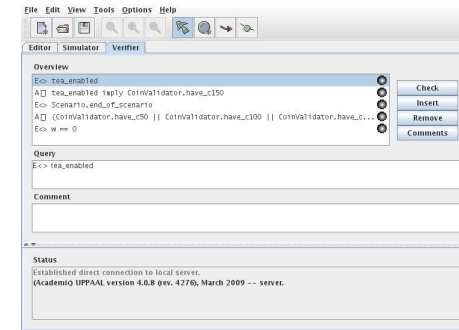 File Edit View Tools Options Help
Editor Simulator Verifier
Overview
E<> tea_enabled
A[] tea_enabled imply CoinValidator.have_c150
E<> Scenario.end_of_scenario
A[] (CoinValidator.have_c50 || CoinValidator.have_c100 || CoinValidator.have_c...
E<> w == 0
Check
Insert
Remove
Comments
Query
E<> tea_enabled
Comment
Status
Established direct connection to local server.
(Academic) UPPAAL version 4.0.8 (rev. 4276), March 2009 -- server.